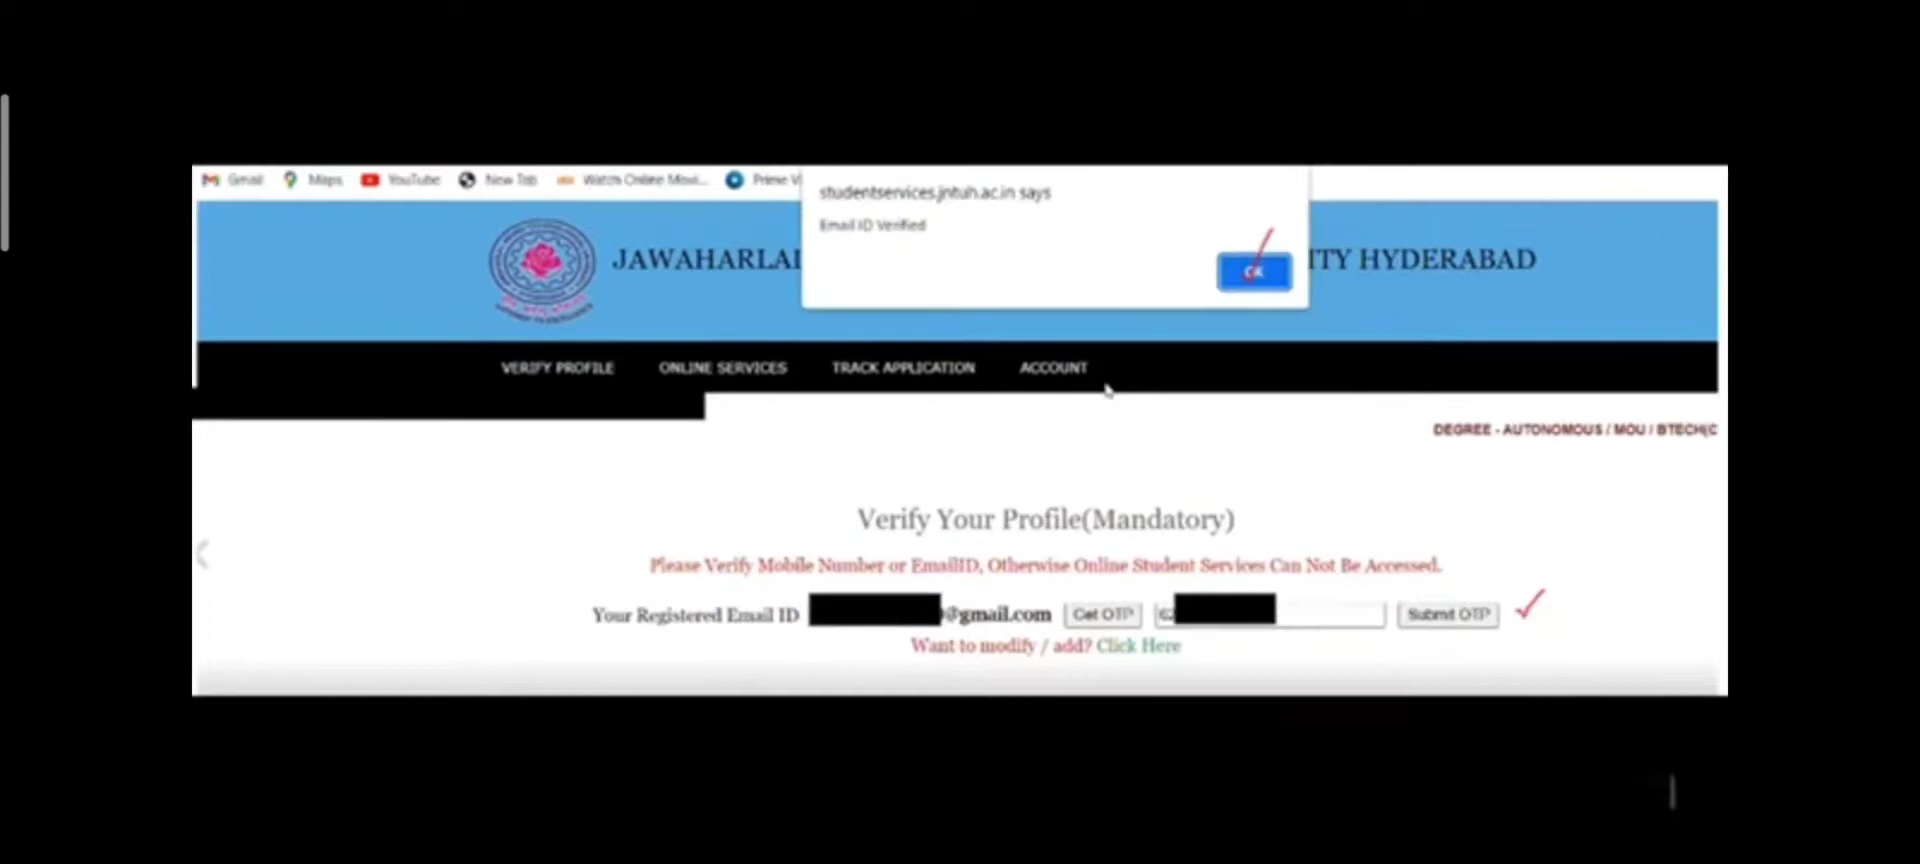 Gmail Maps YouTube New Tab Watch Online Movi... Prime V
studentservices.jntuh.ac.in says
Email ID Verified
OK
JAWAHARLAL ITY HYDERABAD
VERIFY PROFILE ONLINE SERVICES TRACK APPLICATION ACCOUNT
DEGREE - AUTONOMOUS / MOU / BTECH(C
Verify Your Profile(Mandatory)
Please Verify Mobile Number or EmailID, Otherwise Online Student Services Can Not Be Accessed.
Your Registered Email ID @gmail.com Get OTP 62 Submit OTP
Want to modify / add? Click Here